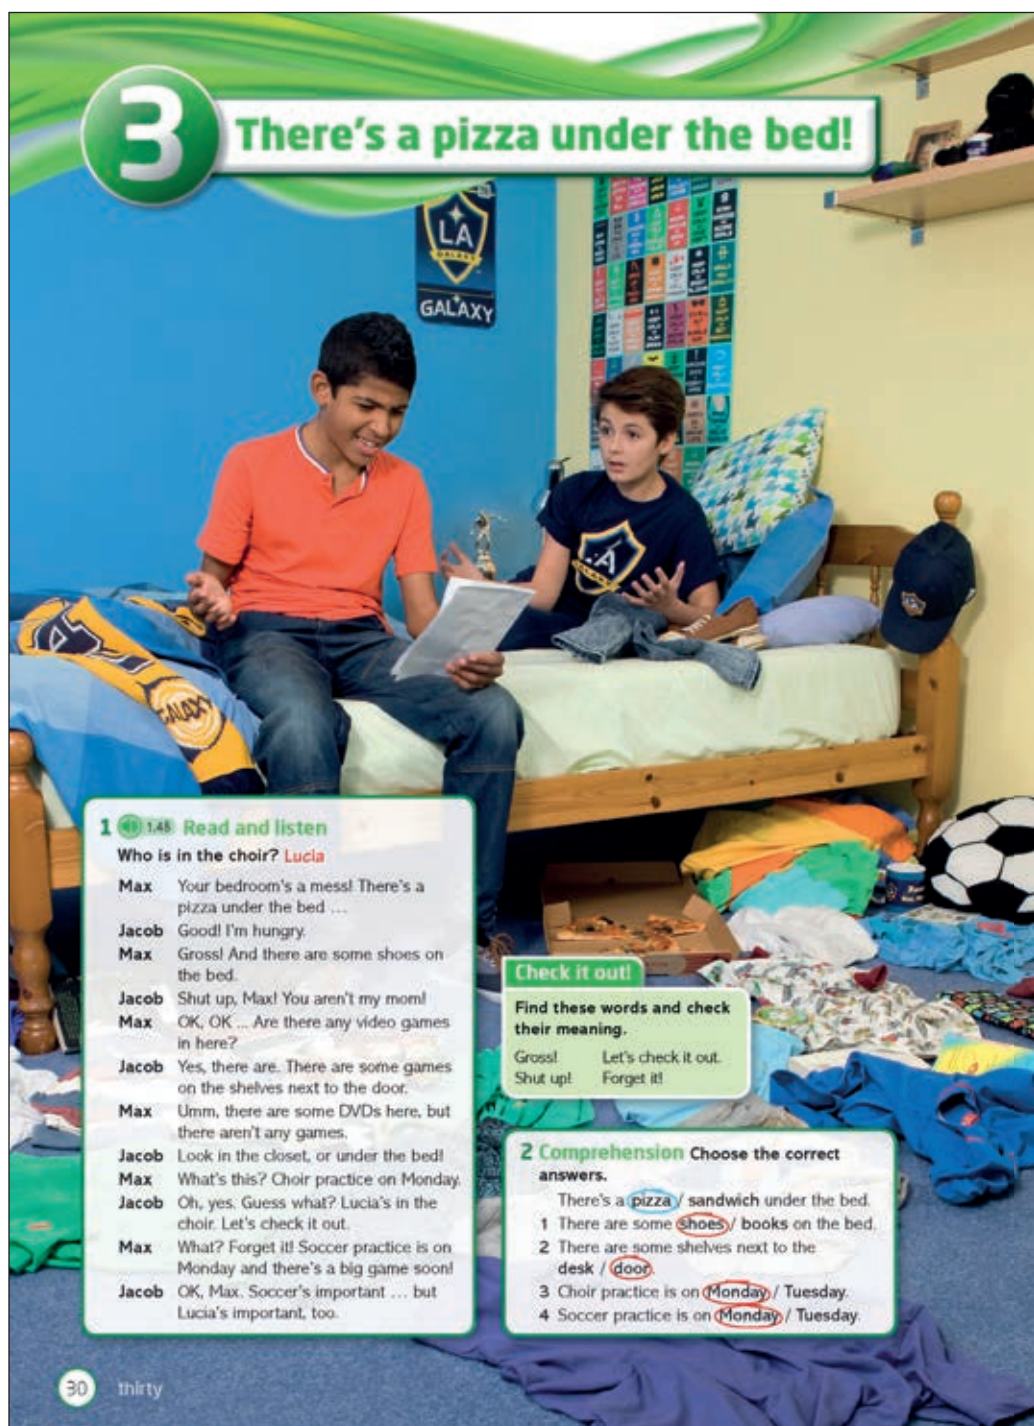 3
There's a pizza under the bed!
LA
GALAXY
GALAXY
LA
GALAXY
GALAXY
1 1.45 Read and listen
Who is in the choir? Lucia
Max Your bedroom's a mess! There's a
pizza under the bed ...
Jacob Good! I'm hungry.
Max Gross! And there are some shoes on
the bed.
Jacob Shut up, Max! You aren't my mom!
Max OK, OK ... Are there any video games
in here?
Jacob Yes, there are. There are some games
on the shelves next to the door.
Max Umm, there are some DVDs here, but
there aren't any games.
Jacob Look in the closet, or under the bed!
Max What's this? Choir practice on Monday.
Jacob Oh, yes. Guess what? Lucia's in the
choir. Let's check it out.
Max What? Forget it! Soccer practice is on
Monday and there's a big game soon!
Jacob OK, Max. Soccer's important ... but
Lucia's important, too.
Check it out!
Find these words and check
their meaning.
Gross! Let's check it out.
Shut up! Forget it!
2 Comprehension Choose the correct
answers.
There's a pizza / sandwich under the bed.
1 There are some shoes / books on the bed.
2 There are some shelves next to the
desk / door.
3 Choir practice is on Monday / Tuesday.
4 Soccer practice is on Monday / Tuesday.
30 thirty